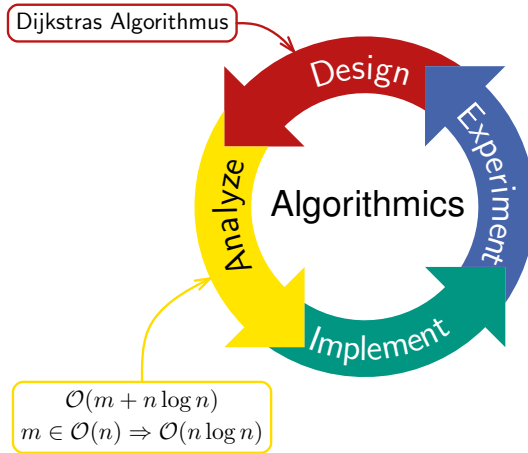 Dijkstras Algorithmus
Design
Experiment
Analyze
Algorithmics
Implement
𝒪(m + n log n)
m ∈ 𝒪(n) ⇒ 𝒪(n log n)